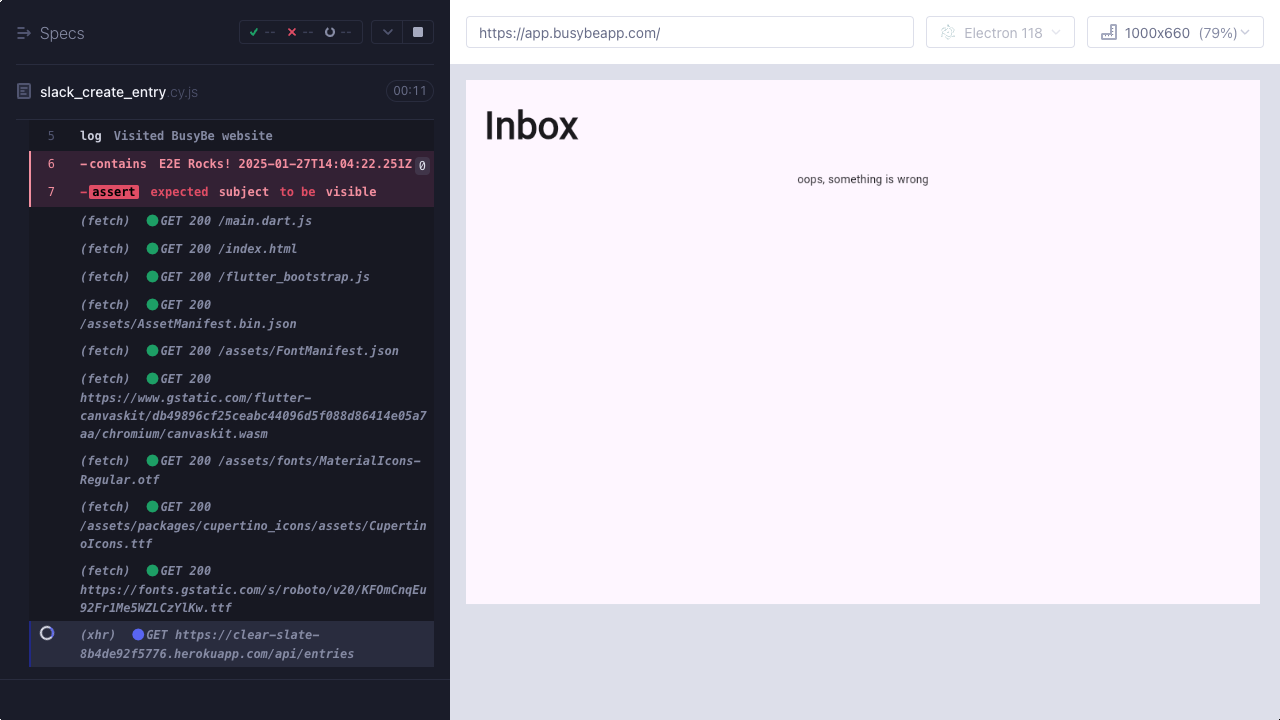 Specs
-- -- --
slack_create_entry.cy.js 00:11
5 log Visited BusyBe website
6 -contains E2E Rocks! 2025-01-27T14:04:22.251Z 0
7 -assert expected subject to be visible
(fetch) GET 200 /main.dart.js
(fetch) GET 200 /index.html
(fetch) GET 200 /flutter_bootstrap.js
(fetch) GET 200
/assets/AssetManifest.bin.json
(fetch) GET 200 /assets/FontManifest.json
(fetch) GET 200
https://www.gstatic.com/flutter-
canvaskit/db49896cf25ceabc44096d5f088d86414e05a7
aa/chromium/canvaskit.wasm
(fetch) GET 200 /assets/fonts/MaterialIcons-
Regular.otf
(fetch) GET 200
/assets/packages/cupertino_icons/assets/Cupertin
oIcons.ttf
(fetch) GET 200
https://fonts.gstatic.com/s/roboto/v20/KFOmCnqEu
92Fr1Me5WZLCzYlKw.ttf
(xhr) GET https://clear-slate-
8b4de92f5776.herokuapp.com/api/entries
https://app.busybeapp.com/
Electron 118
1000x660 (79%)
Inbox
oops, something is wrong